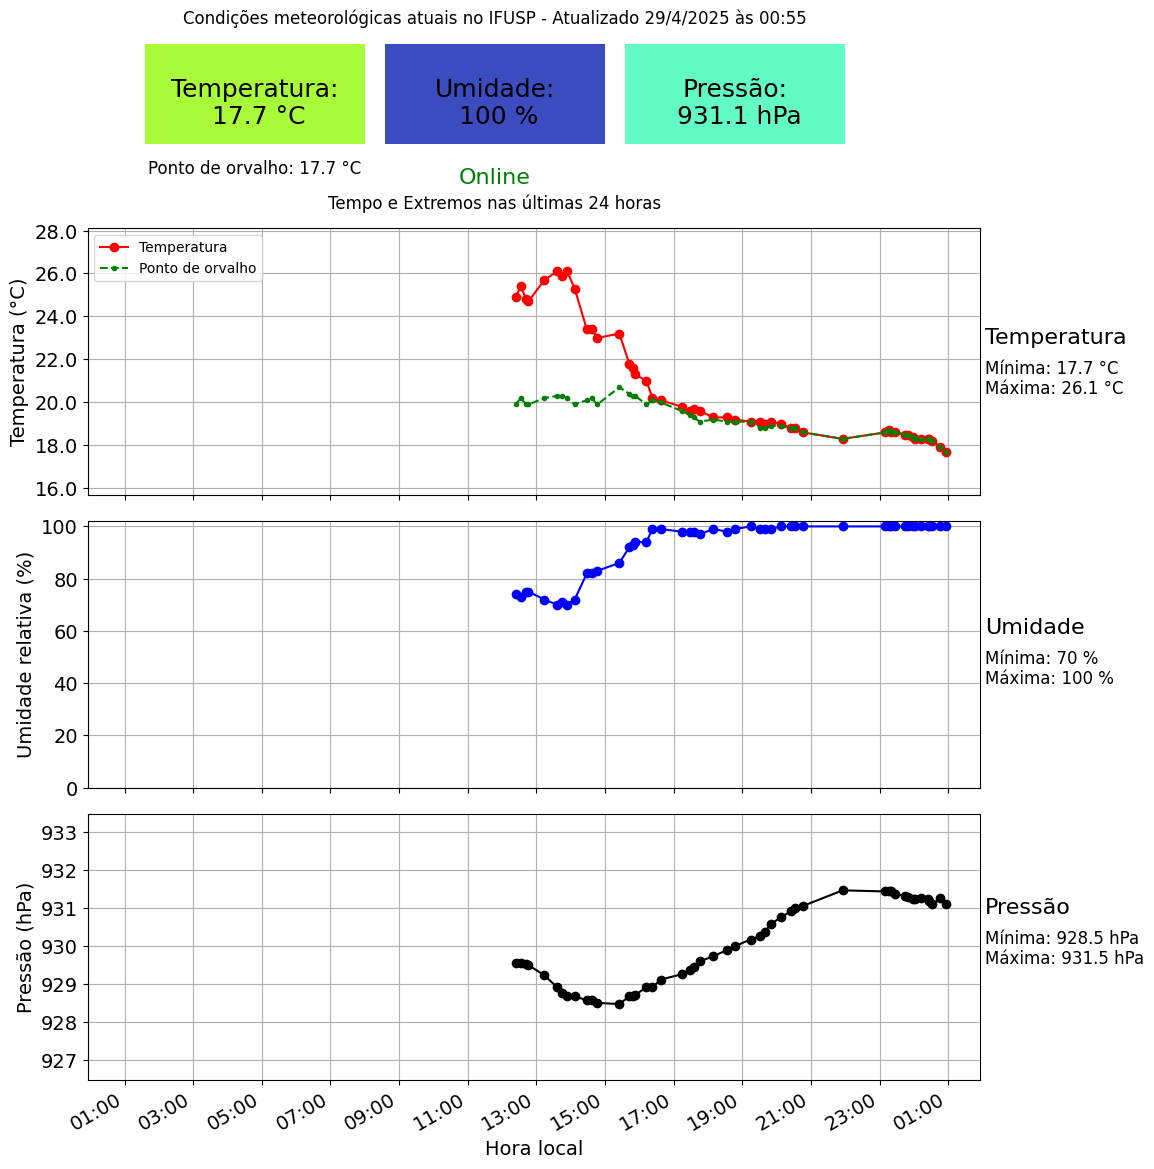 Condições meteorológicas atuais no IFUSP - Atualizado 29/4/2025 às 00:55
Temperatura:
17.7 °C
Umidade:
100 %
Pressão:
931.1 hPa
Ponto de orvalho: 17.7 °C
Online
Tempo e Extremos nas últimas 24 horas
Temperatura
Ponto de orvalho
Temperatura (°C)
28.0
26.0
24.0
22.0
20.0
18.0
16.0
Temperatura
Mínima: 17.7 °C
Máxima: 26.1 °C
Umidade relativa (%)
100
80
60
40
20
0
Umidade
Mínima: 70 %
Máxima: 100 %
Pressão (hPa)
933
932
931
930
929
928
927
Pressão
Mínima: 928.5 hPa
Máxima: 931.5 hPa
01:00
03:00
05:00
07:00
09:00
11:00
13:00
15:00
17:00
19:00
21:00
23:00
01:00
Hora local